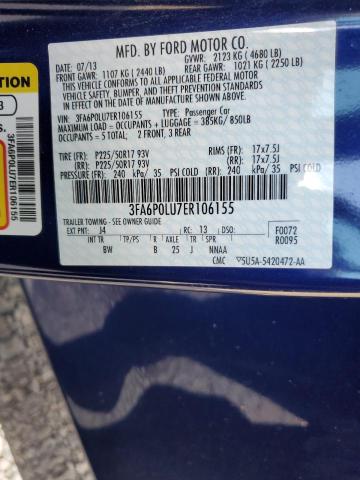 MFD. BY FORD MOTOR CO.
07/13
GVWR: 2123 KG ( 4680 LB)
FRONT GAWR: 1107 KG ( 2440 LB)
REAR GAWR: 1021 KG ( 2250 LB)
THIS VEHICLE CONFORMS TO ALL APPLICABLE FEDERAL MOTOR
VEHICLE SAFETY, BUMPER, AND THEFT PREVENTION STANDARDS IN
EFFECT ON THE DATE OF MANUFACTURE SHOWN ABOVE.
VIN: 3FA6P0LU7ER106155
TYPE: Passenger Car
MAXIMUM LOAD = OCCUPANTS + LUGGAGE = 385KG/ 850LB
OCCUPANTS = 5 TOTAL; 2 FRONT, 3 REAR
TIRE (FR): P225/50R17 93V RIMS (FR): 17x7.5J
(RR): P225/50R17 93V (RR): 17x7.5J
PRESSURE (FR): 240 kPa/ 35 PSI COLD (RR): 240 kPa/ 35 PSI COLD
3FA6P0LU7ER106155
TRAILER TOWING - SEE OWNER GUIDE
EXT PNT: J4 RC: 13 DSO: F0072
INT TR TP/PS R AXLE TR SPR R0095
BW B 25 J NNAA
CMC 5U5A-5420472-AA
TION
3FA6P0LU7ER106155